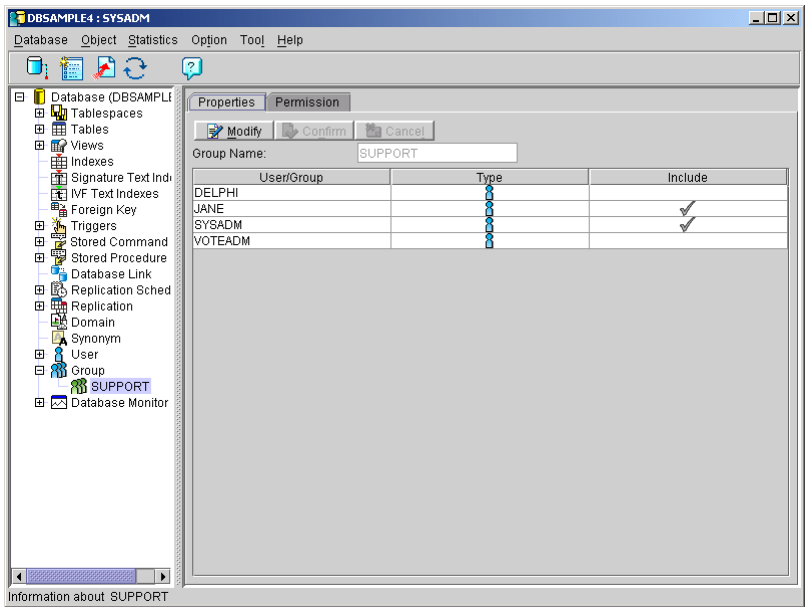 DBSAMPLE4 : SYSADM
Database Object Statistics Option Tool Help
Database (DBSAMPLE
Tablespaces
Tables
Views
Indexes
Signature Text Ind
IVF Text Indexes
Foreign Key
Triggers
Stored Command
Stored Procedure
Database Link
Replication Sched
Replication
Domain
Synonym
User
Group
SUPPORT
Database Monitor
Properties Permission
Modify Confirm Cancel
Group Name: SUPPORT
User/Group Type Include
DELPHI
JANE
SYSADM
VOTEADM
Information about SUPPORT